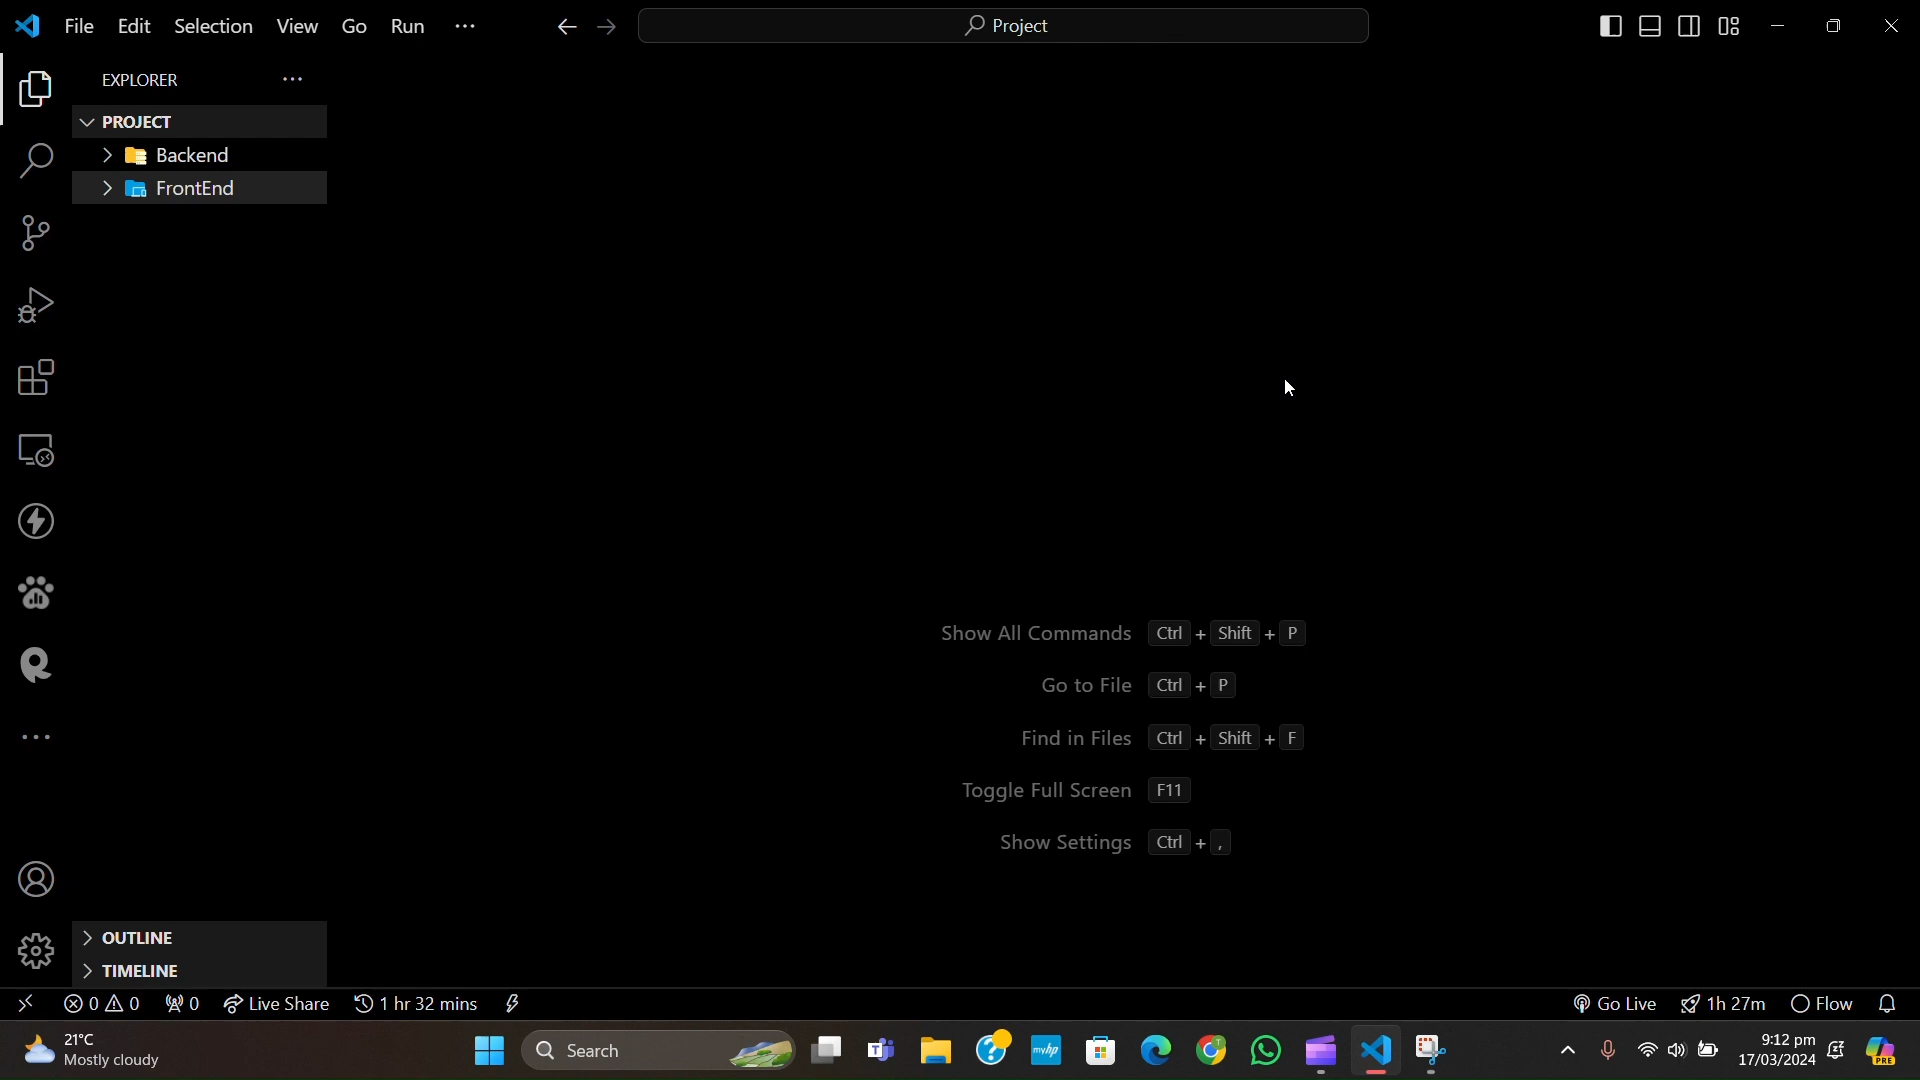 File Edit Selection View Go Run ··· Project
EXPLORER ···
PROJECT
Backend
FrontEnd
Show All Commands Ctrl + Shift + P
Go to File Ctrl + P
Find in Files Ctrl + Shift + F
Toggle Full Screen F11
Show Settings Ctrl + ,
OUTLINE
TIMELINE
0 0 0 Live Share 1 hr 32 mins Go Live 1h 27m Flow
21°C
Mostly cloudy
Search
T
myhp
T
9:12 pm
17/03/2024
PRE